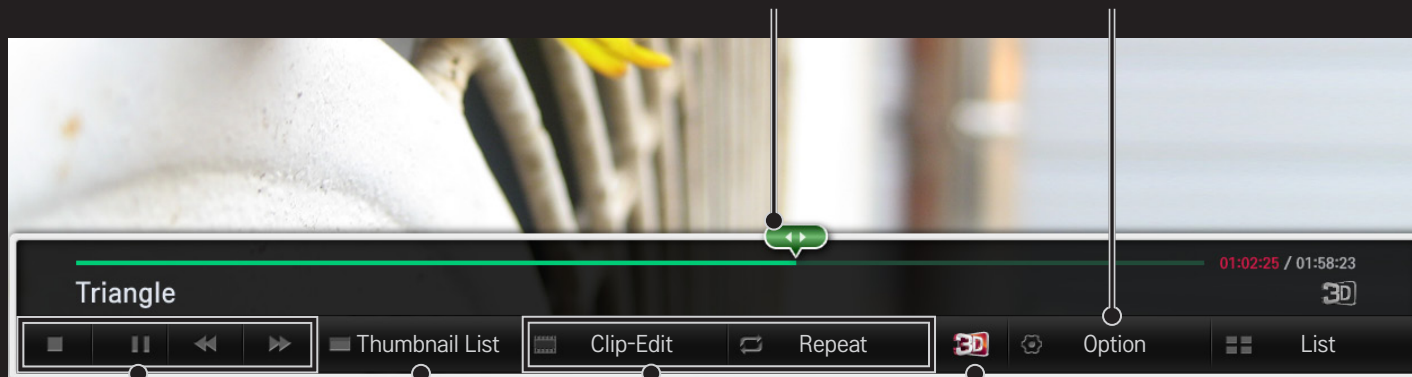 01:02:25 / 01:58:23
Triangle
3D
Thumbnail List
Clip-Edit
Repeat
3D
Option
List